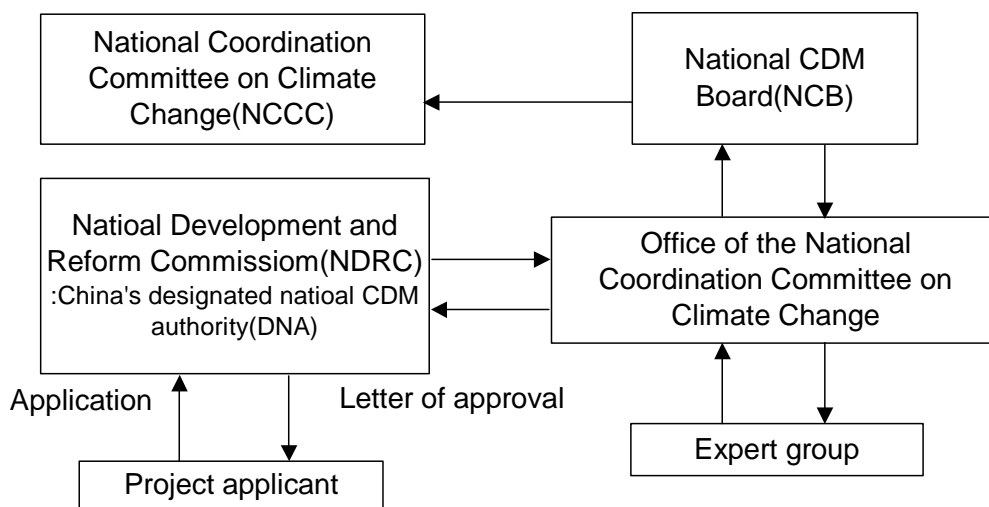 National Coordination
Committee on Climate
Change(NCCC)
National CDM
Board(NCB)
Natioal Development and
Reform Commissiom(NDRC)
:China's designated natioal CDM
authority(DNA)
Office of the National
Coordination Committee on
Climate Change
Application
Letter of approval
Expert group
Project applicant